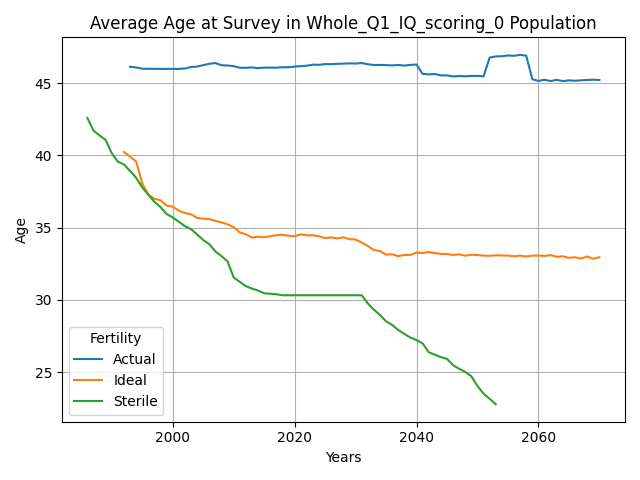 Average Age at Survey in Whole_Q1_IQ_scoring_0 Population
Age
45
40
35
30
25
Fertility
Actual
Ideal
Sterile
2000
2020
2040
2060
Years